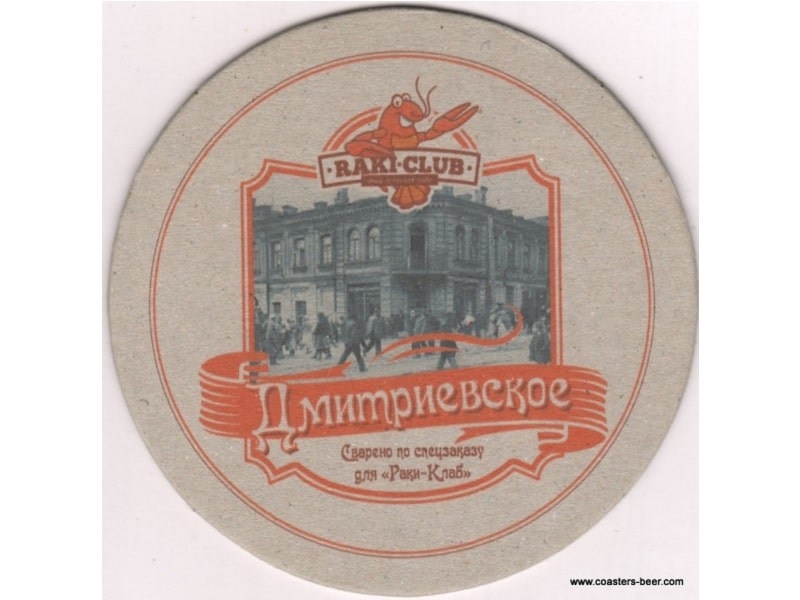 · RAKI·CLUB ·
Дмитриевское
Сварено по спецзаказу
для «Раки-Клаб»
www.coasters-beer.com